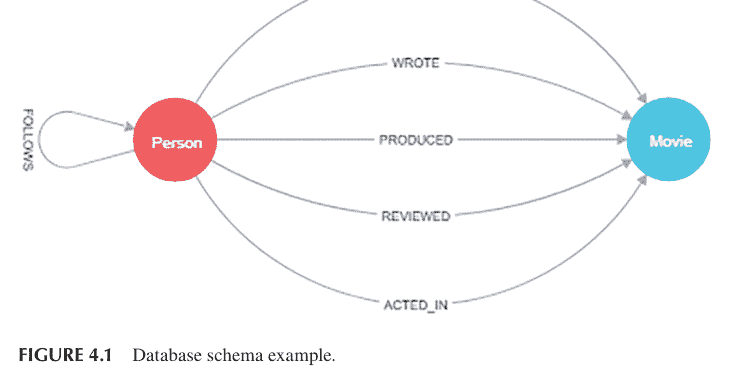 WROTE
FOLLOWS
Person
PRODUCED
Movie
REVIEWED
ACTED_IN
FIGURE 4.1 Database schema example.